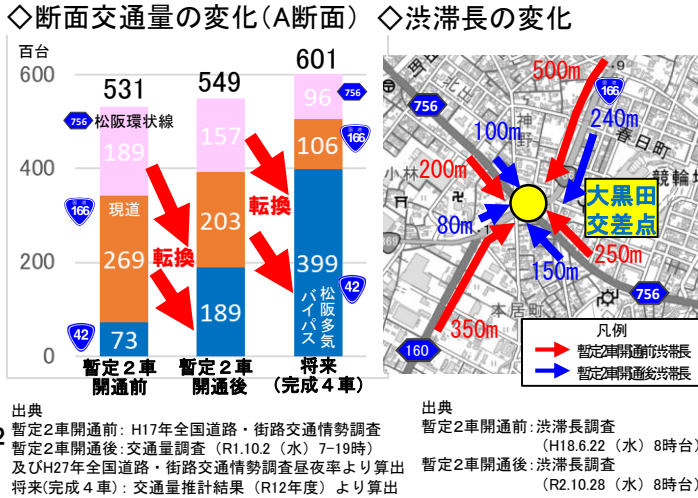 ◇断面交通量の変化(A断面)
◇渋滞長の変化
百台
600
400
200
0
531
549
601
756 松阪環状線
189
157
96
756
166
現道
269
203
106
166
42
73
189
399
42
松阪多気
バイパス
転換
転換
暫定２車
開通前
暫定２車
開通後
将来
(完成４車)
出典
暫定２車開通前: H17年全国道路・街路交通情勢調査
暫定２車開通後:交通量調査 (R1.10.2 (水) 7-19時)
及びH27年全国道路・街路交通情勢調査昼夜率より算出
将来(完成４車): 交通量推計結果 (R12年度) より算出
500m
166
240m
756
100m
神野
春日町
北出
小林
200m
競輪場
大黒田
交差点
80m
250m
150m
756
本居町
350m
160
凡例
暫定2車開通前渋滞長
暫定2車開通後渋滞長
出典
暫定２車開通前:渋滞長調査
(H18.6.22 (水) 8時台)
暫定２車開通後:渋滞長調査
(R2.10.28 (水) 8時台)